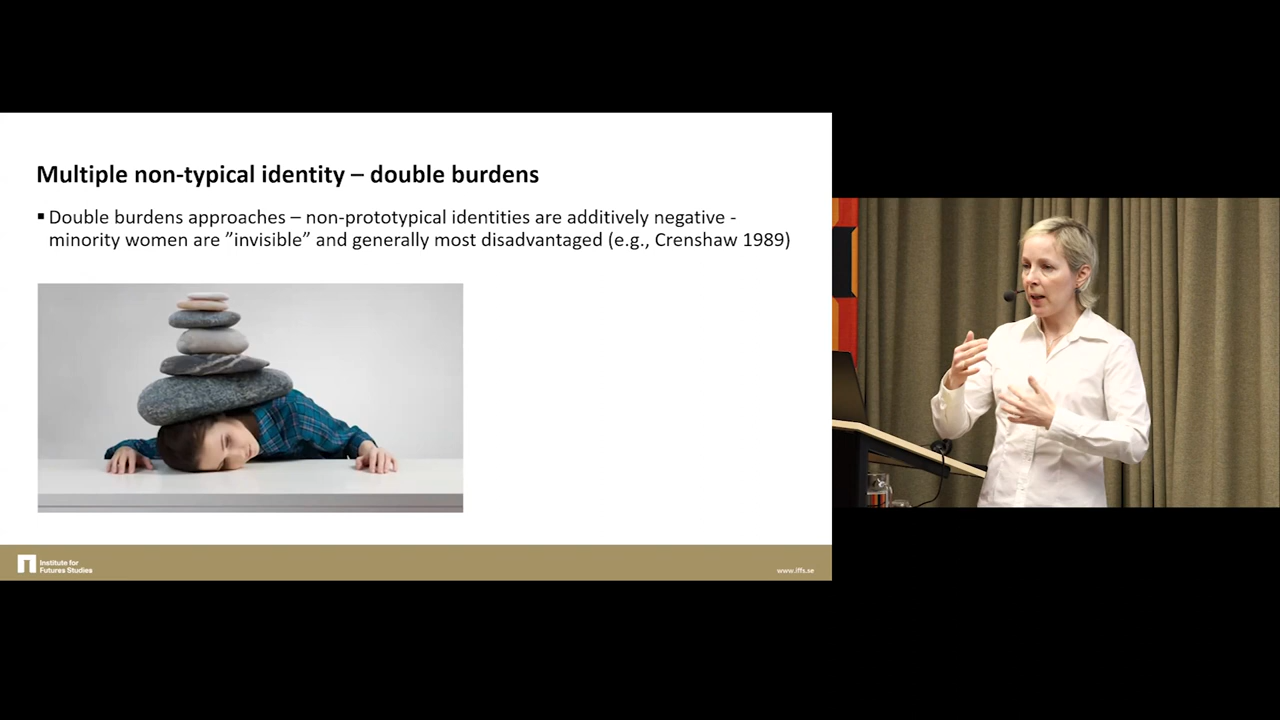 Multiple non-typical identity – double burdens
▪ Double burdens approaches – non-prototypical identities are additively negative -
minority women are ”invisible” and generally most disadvantaged (e.g., Crenshaw 1989)
Institute for
Futures Studies
www.iffs.se